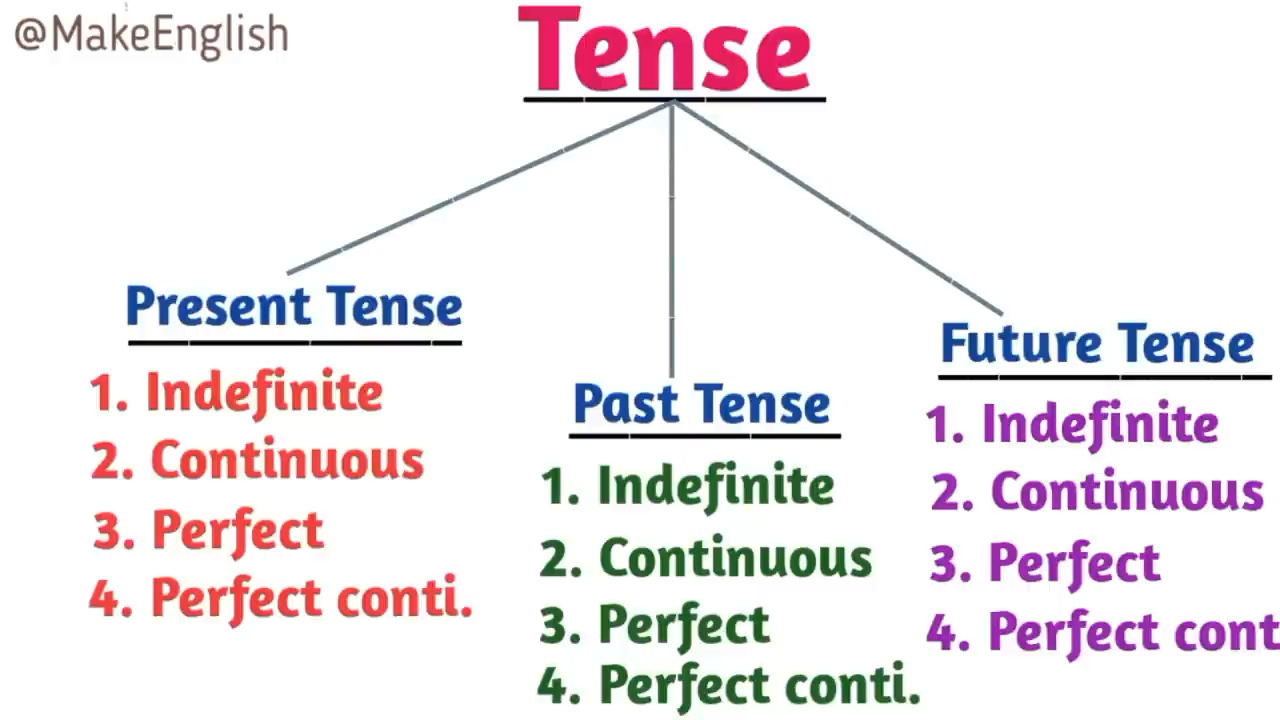 @MakeEnglish
Tense
Present Tense
1. Indefinite
2. Continuous
3. Perfect
4. Perfect conti.
Past Tense
1. Indefinite
2. Continuous
3. Perfect
4. Perfect conti.
Future Tense
1. Indefinite
2. Continuous
3. Perfect
4. Perfect cont